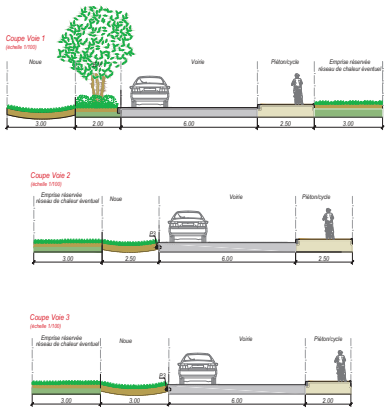 Coupe Voie 1
(échelle 1/100)
Noue
Voirie
Piéton/cycle
Emprise réservée
réseau de chaleur éventuel
3.00
2.00
6.00
2.50
3.00
Coupe Voie 2
(échelle 1/100)
Emprise réservée
réseau de chaleur éventuel
Noue
Voirie
Piéton/cycle
P3
3.00
2.50
6.00
2.50
Coupe Voie 3
(échelle 1/100)
Emprise réservée
réseau de chaleur éventuel
Noue
Voirie
Piéton/cycle
P3
3.00
3.00
6.00
2.00